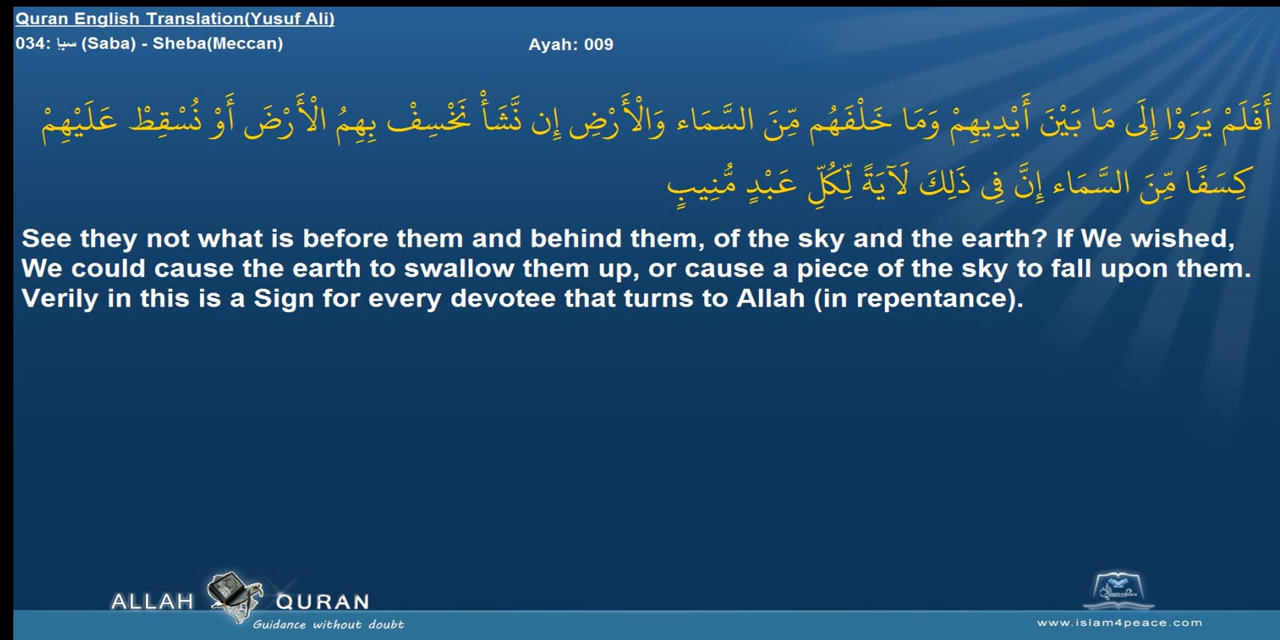 Quran English Translation(Yusuf Ali)
034: سبإ (Saba) - Sheba(Meccan) Ayah: 009
أَفَلَمْ يَرَوْا إِلَى مَا بَيْنَ أَيْدِيهِمْ وَمَا خَلْفَهُم مِّنَ السَّمَاء وَالْأَرْضِ إِن نَّشَأْ نَخْسِفْ بِهِمُ الْأَرْضَ أَوْ نُسْقِطْ عَلَيْهِمْ
كِسَفًا مِّنَ السَّمَاء إِنَّ فِي ذَلِكَ لَآيَةً لِّكُلِّ عَبْدٍ مُّنِيبٍ
See they not what is before them and behind them, of the sky and the earth? If We wished,
We could cause the earth to swallow them up, or cause a piece of the sky to fall upon them.
Verily in this is a Sign for every devotee that turns to Allah (in repentance).
ALLAH QURAN
Guidance without doubt
www.islam4peace.com